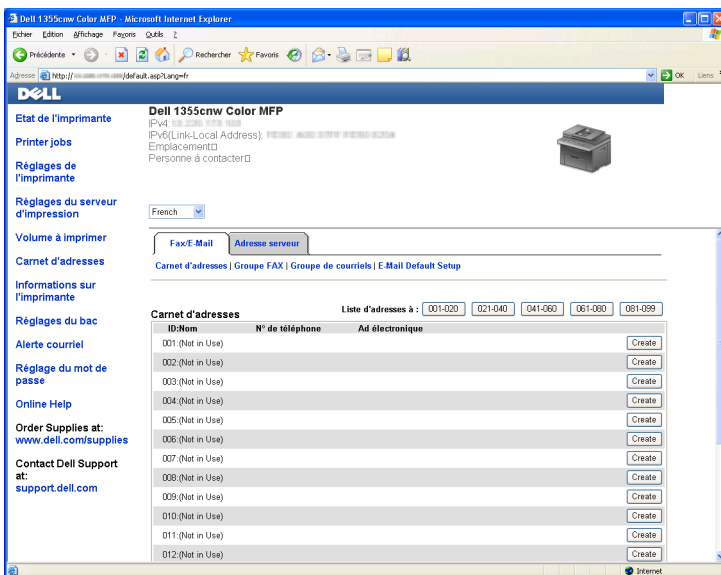 Dell 1355cnw Color MFP - Microsoft Internet Explorer
Fichier Edition Affichage Favoris Outils ?
Précédente Rechercher Favoris
Adresse http:// /default.asp?Lang=fr OK Liens
DELL
Etat de l'imprimante
Printer jobs
Réglages de
l'imprimante
Réglages du serveur
d'impression
Volume à imprimer
Carnet d'adresses
Informations sur
l'imprimante
Réglages du bac
Alerte courriel
Réglage du mot de
passe
Online Help
Order Supplies at:
www.dell.com/supplies
Contact Dell Support
at:
support.dell.com
Dell 1355cnw Color MFP
IPv4:
IPv6(Link-Local Address):
Emplacement□
Personne à contacter□
French
Fax/E-Mail Adresse serveur
Carnet d'adresses | Groupe FAX | Groupe de courriels | E-Mail Default Setup
Carnet d'adresses Liste d'adresses à : 001-020 021-040 041-060 061-080 081-099
ID:Nom N° de téléphone Ad électronique
001:(Not in Use) Create
002:(Not in Use) Create
003:(Not in Use) Create
004:(Not in Use) Create
005:(Not in Use) Create
006:(Not in Use) Create
007:(Not in Use) Create
008:(Not in Use) Create
009:(Not in Use) Create
010:(Not in Use) Create
011:(Not in Use) Create
012:(Not in Use) Create
Internet